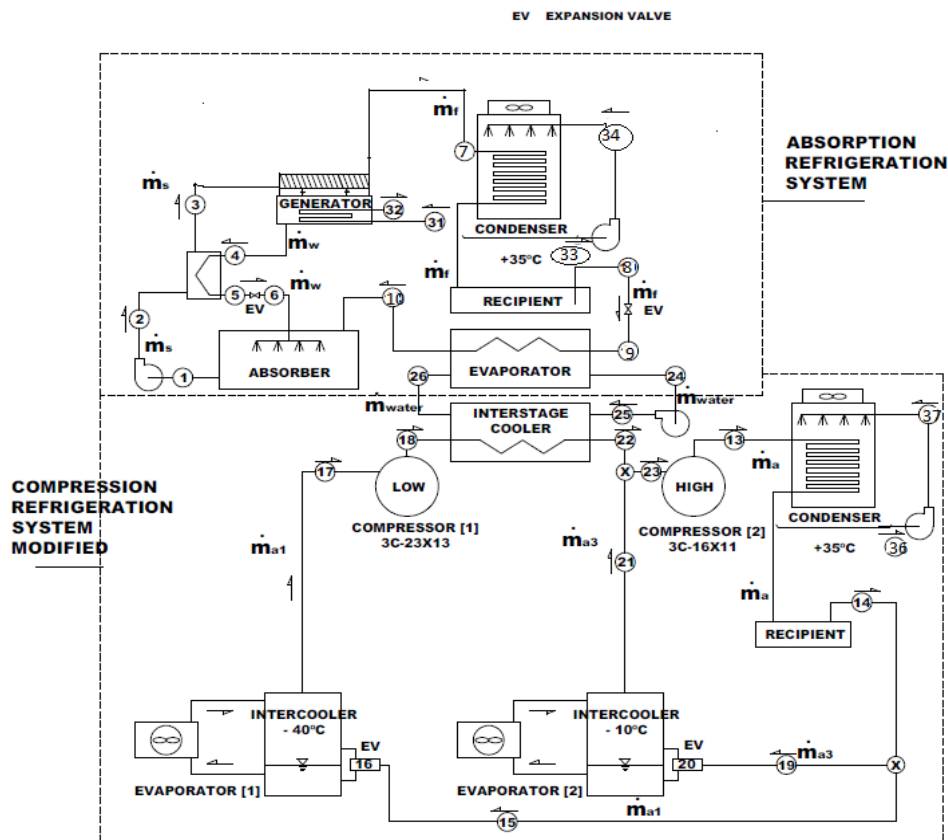 EV EXPANSION VALVE
ṁf
34
ABSORPTION
REFRIGERATION
SYSTEM
7
ṁs
3
GENERATOR
32
31
CONDENSER
4
ṁw
+35ºC
33
ṁf
8
5
6
EV
ṁw
10
RECIPIENT
ṁf
EV
2
ṁs
1
ABSORBER
EVAPORATOR
9
26
24
ṁwater
ṁwater
INTERSTAGE
COOLER
25
18
22
13
37
17
LOW
X
23
HIGH
ṁa
COMPRESSION
REFRIGERATION
SYSTEM
MODIFIED
COMPRESSOR [1]
3C-23X13
COMPRESSOR [2]
3C-16X11
CONDENSER
+35ºC
36
ṁa1
ṁa3
21
ṁa
14
RECIPIENT
INTERCOOLER
- 40ºC
EV
16
EVAPORATOR [1]
INTERCOOLER
- 10ºC
EV
20
EVAPORATOR [2]
ṁa3
19
X
ṁa1
15